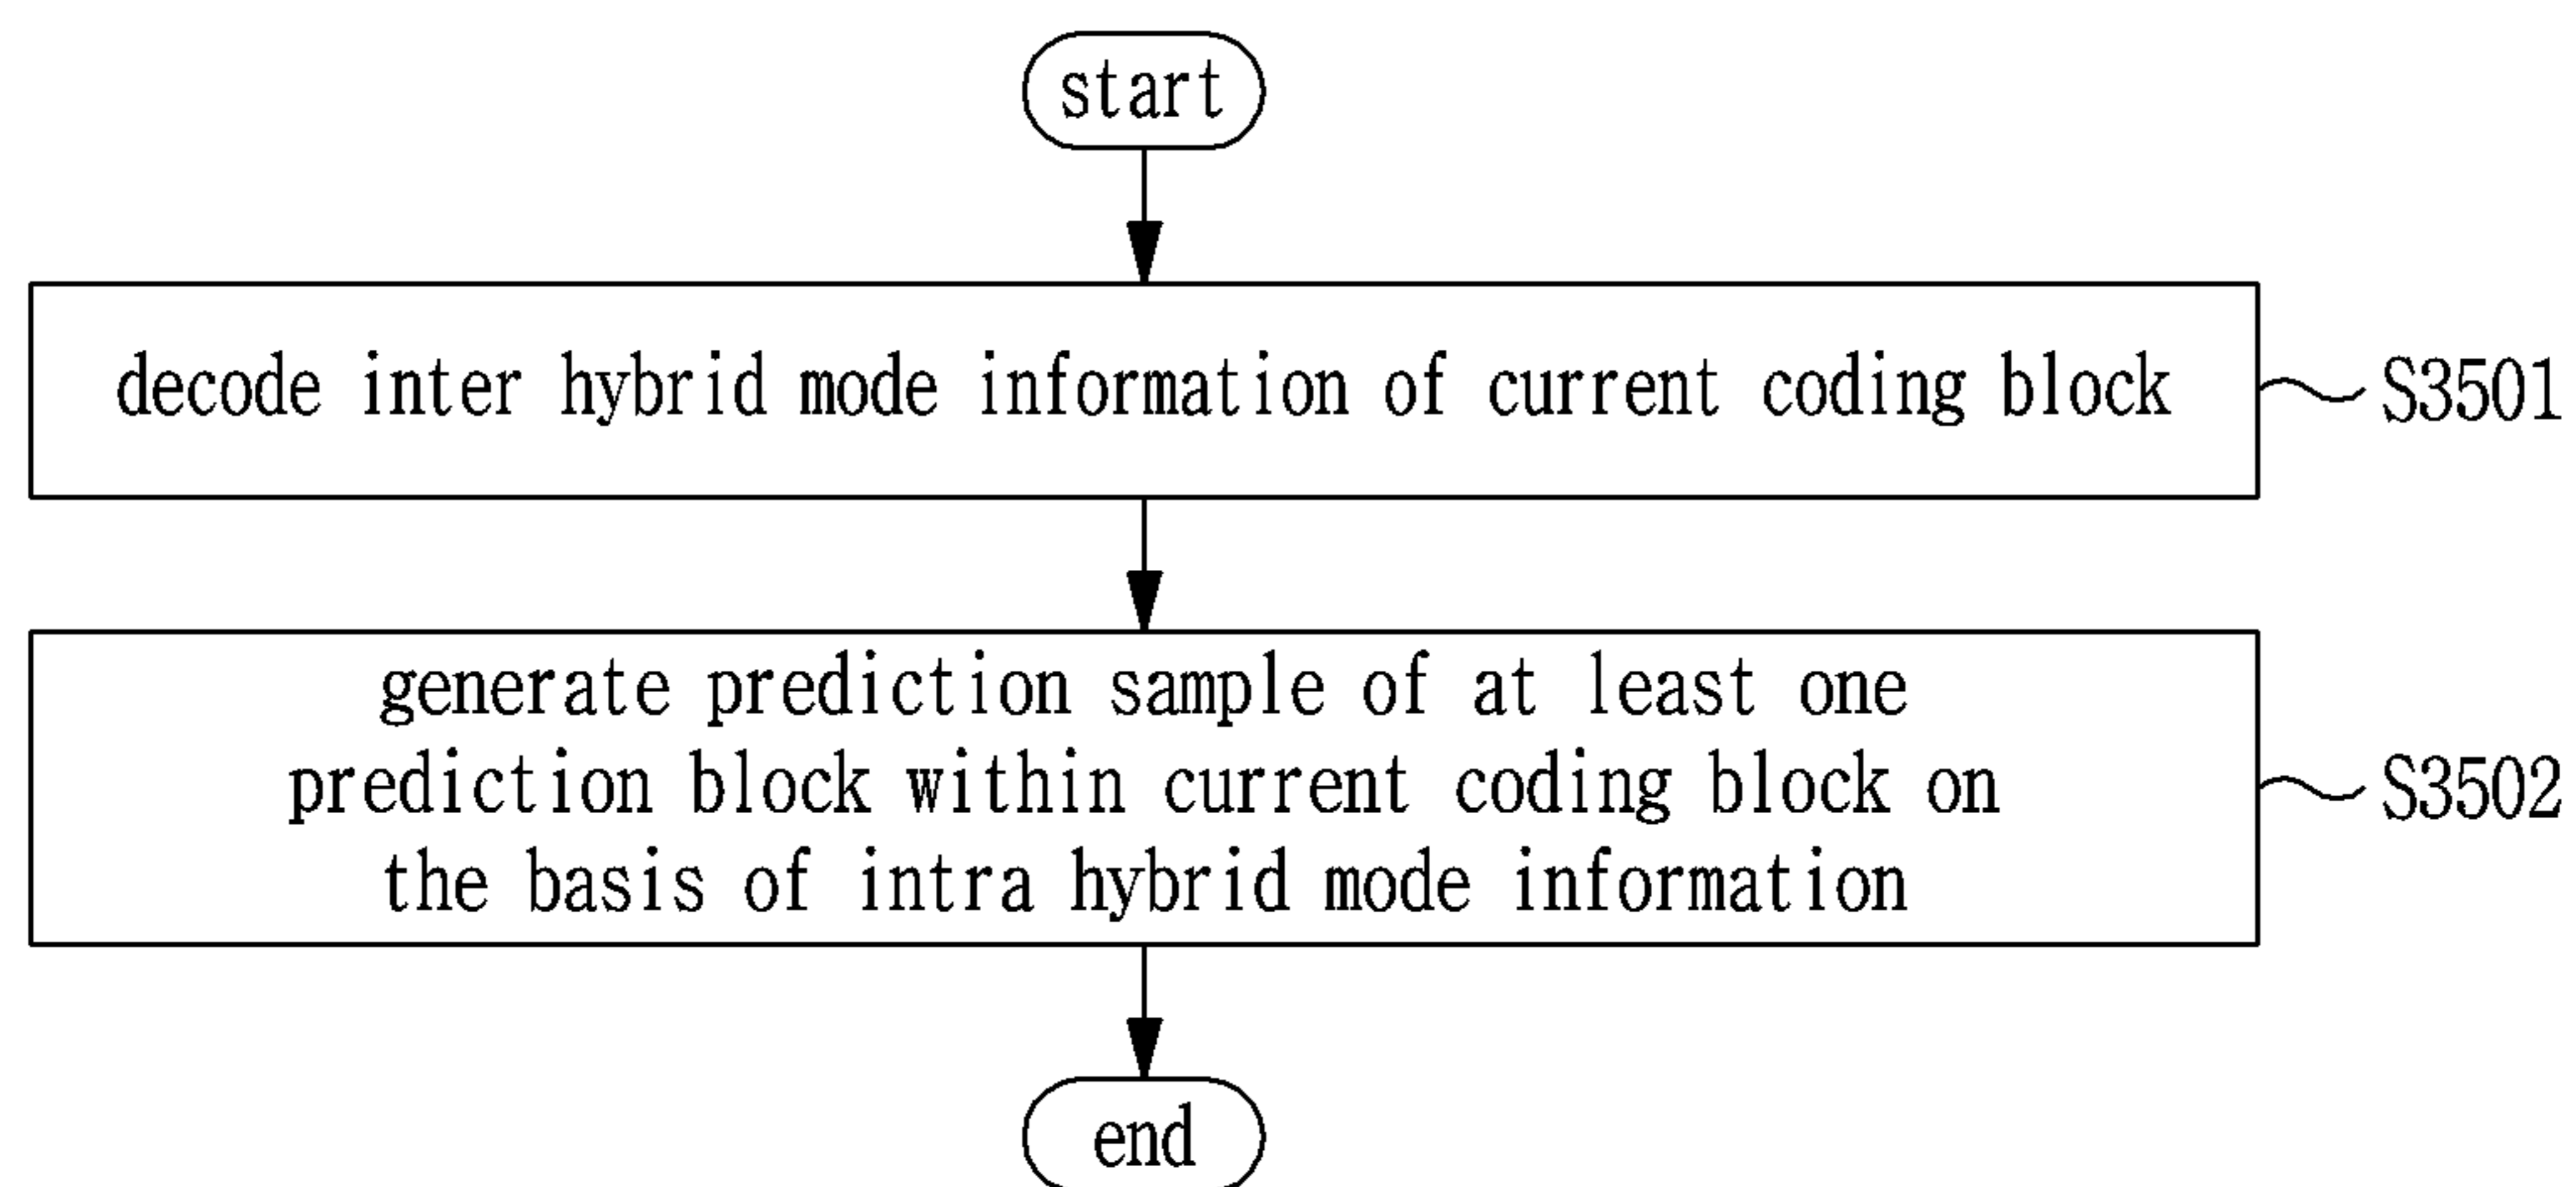 start
decode inter hybrid mode information of current coding block
S3501
generate prediction sample of at least one
prediction block within current coding block on
the basis of intra hybrid mode information
S3502
end